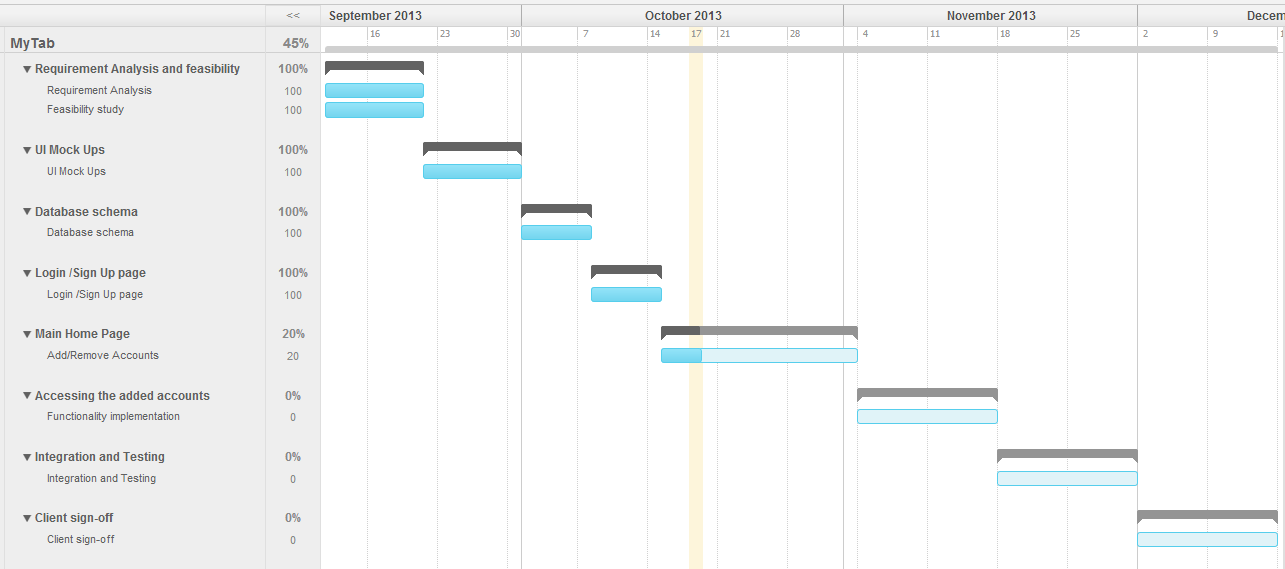 << September 2013 October 2013 November 2013 Decem
16 23 30 7 14 17 21 28 4 11 18 25 2 9
MyTab 45%
Requirement Analysis and feasibility 100%
Requirement Analysis 100
Feasibility study 100
UI Mock Ups 100%
UI Mock Ups 100
Database schema 100%
Database schema 100
Login /Sign Up page 100%
Login /Sign Up page 100
Main Home Page 20%
Add/Remove Accounts 20
Accessing the added accounts 0%
Functionality implementation 0
Integration and Testing 0%
Integration and Testing 0
Client sign-off 0%
Client sign-off 0